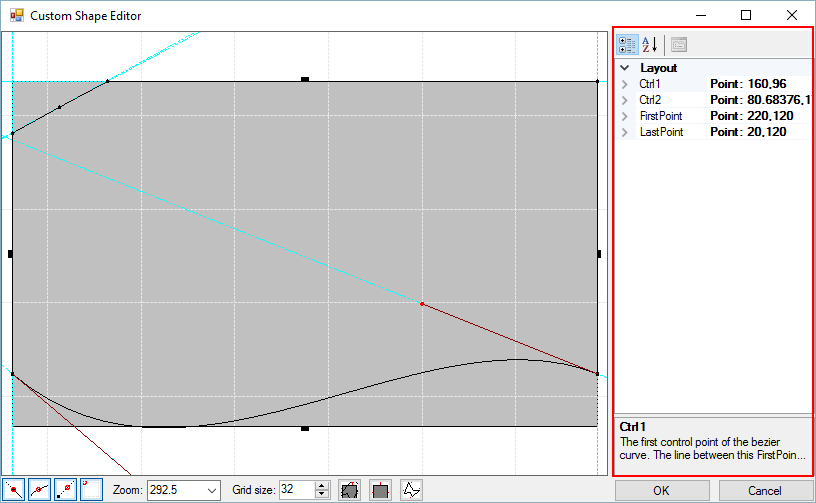 Custom Shape Editor
Layout
Ctrl1 Point: 160,96
Ctrl2 Point: 80.68376,1
FirstPoint Point: 220,120
LastPoint Point: 20,120
Ctrl1
The first control point of the bezier
curve. The line between this FirstPoin...
Zoom: 292.5 Grid size: 32 OK Cancel